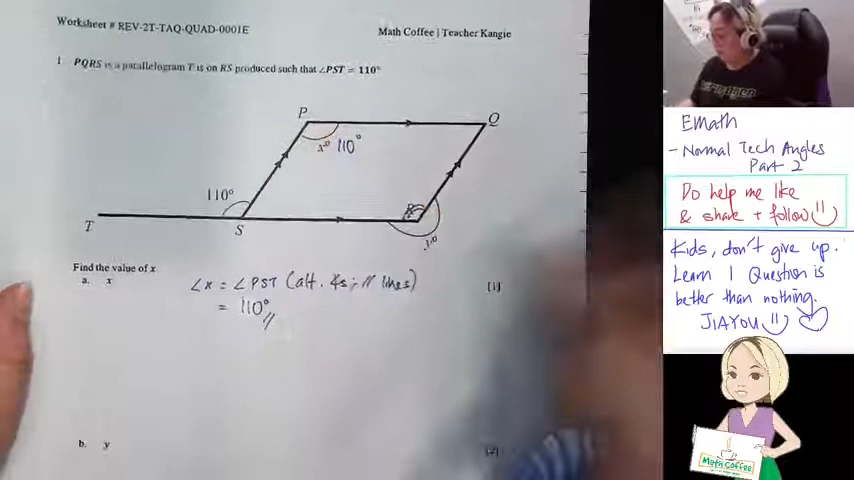 Worksheet # REV-2T-TAQ-QUAD-0001E
Math Coffee | Teacher Kangie
1 PQRS is a parallelogram T is on RS produced such that ∠PST = 110°
P
Q
x° 110°
110°
T
S
y°
Find the value of x
a. x
∠x = ∠PST (alt. ∠s, // lines)
= 110°
[1]
b. y
[2]
EMath
- Normal Tech Angles
Part 2
Do help me like
& share + follow
Kids, don't give up.
Learn 1 Question is
better than nothing.
JIAYOU
Math Coffee